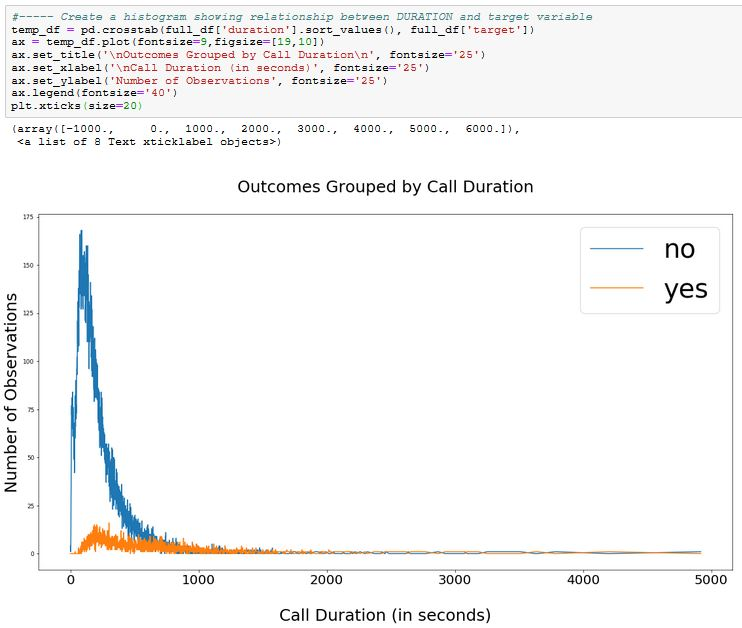 #----- Create a histogram showing relationship between DURATION and target variable
temp_df = pd.crosstab(full_df['duration'].sort_values(), full_df['target'])
ax = temp_df.plot(fontsize=9,figsize=[19,10])
ax.set_title('\nOutcomes Grouped by Call Duration\n', fontsize='25')
ax.set_xlabel('\nCall Duration (in seconds)', fontsize='25')
ax.set_ylabel('Number of Observations', fontsize='25')
ax.legend(fontsize='40')
plt.xticks(size=20)
(array([-1000., 0., 1000., 2000., 3000., 4000., 5000., 6000.]),
<a list of 8 Text xticklabel objects>)
Outcomes Grouped by Call Duration
175
150
125
100
75
50
25
0
Number of Observations
no
yes
0 1000 2000 3000 4000 5000
Call Duration (in seconds)